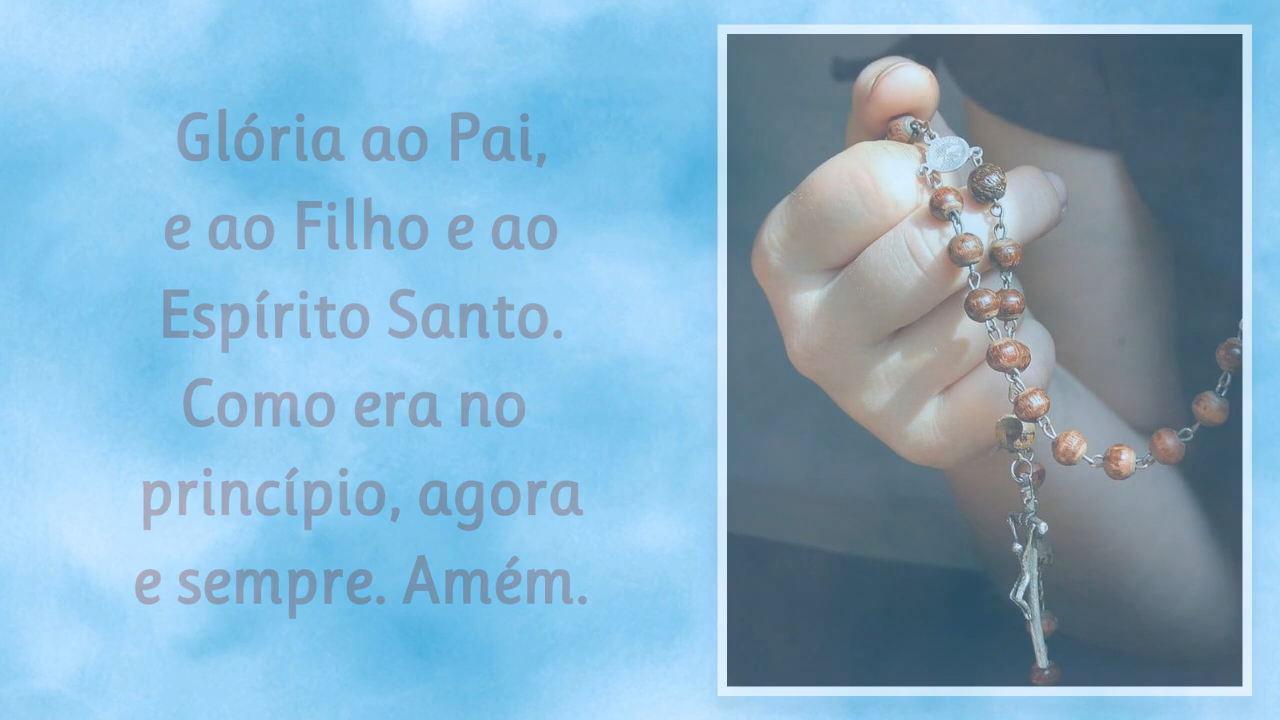 Glória ao Pai,
e ao Filho e ao
Espírito Santo.
Como era no
princípio, agora
e sempre. Amém.